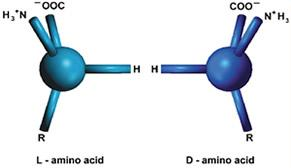 H₃⁺N ⁻OOC COO⁻ N⁺H₃
H H
R R
L - amino acid D - amino acid